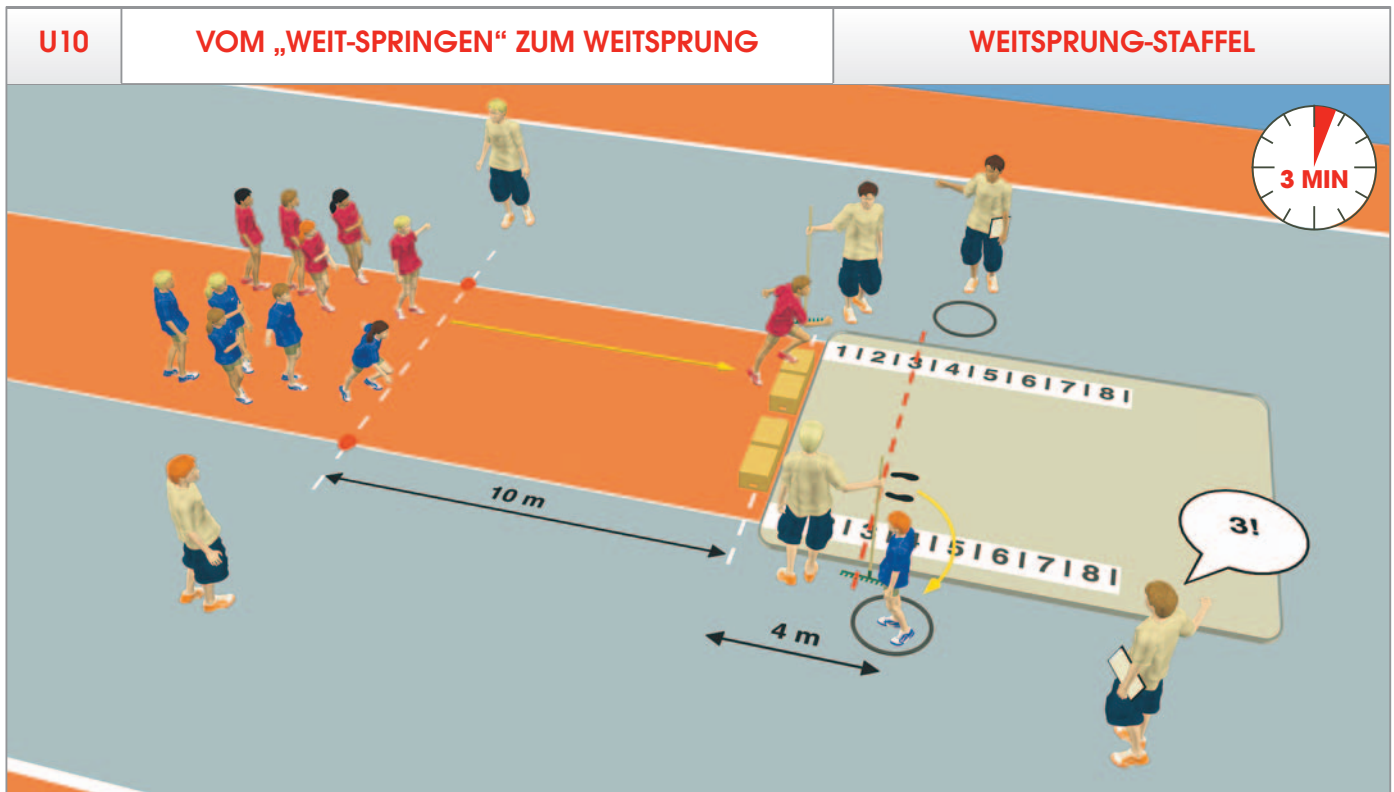 U10
VOM „WEIT-SPRINGEN“ ZUM WEITSPRUNG
WEITSPRUNG-STAFFEL
3 MIN
1 | 2 | 3 | 4 | 5 | 6 | 7 | 8 |
10 m
| 3 | 4 | 5 | 6 | 7 | 8 |
3!
4 m